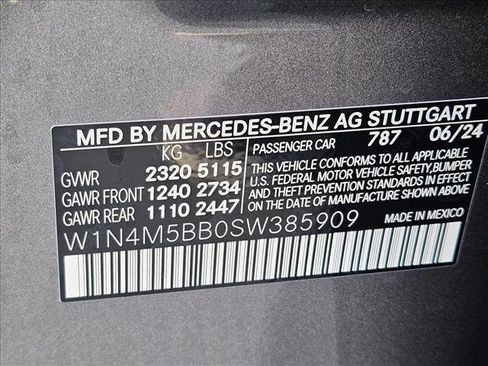 MFD BY MERCEDES-BENZ AG STUTTGART
KG LBS
GVWR 2320 5115
GAWR FRONT 1240 2734
GAWR REAR 1110 2447
PASSENGER CAR 787 06/24
THIS VEHICLE CONFORMS TO ALL APPLICABLE
U.S. FEDERAL MOTOR VEHICLE SAFETY,BUMPER
AND THEFT PREVENTION STANDARDS IN EFFECT
ON THE DATE OF MANUFACTURE SHOWN ABOVE.
W1N4M5BB0SW385909
MADE IN MEXICO